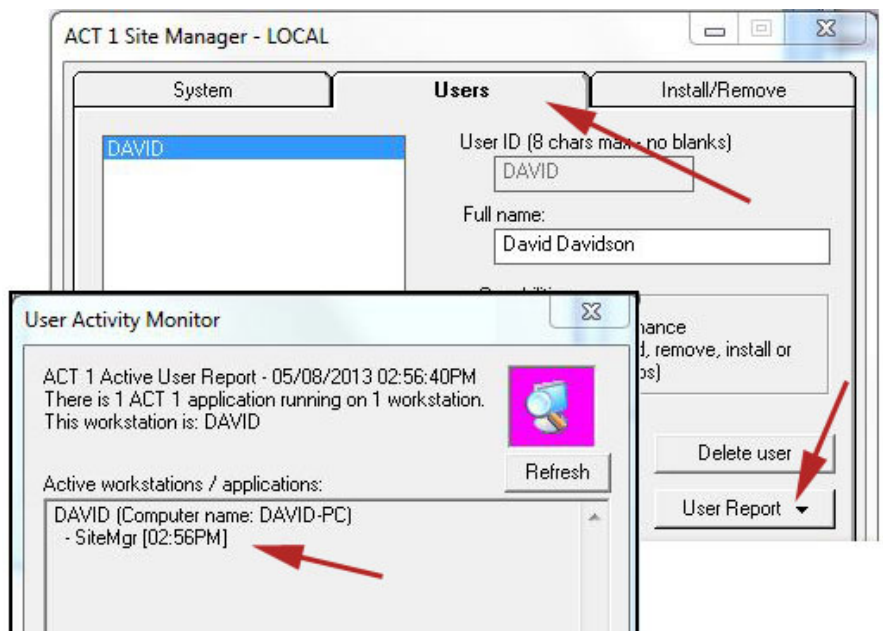 ACT 1 Site Manager - LOCAL
System
Users
Install/Remove
DAVID
User ID (8 chars max - no blanks)
DAVID
Full name:
David Davidson
remove, install or
Delete user
User Report
User Activity Monitor
ACT 1 Active User Report - 05/08/2013 02:56:40PM
There is 1 ACT 1 application running on 1 workstation.
This workstation is: DAVID
Refresh
Active workstations / applications:
DAVID (Computer name: DAVID-PC)
- SiteMgr [02:56PM]